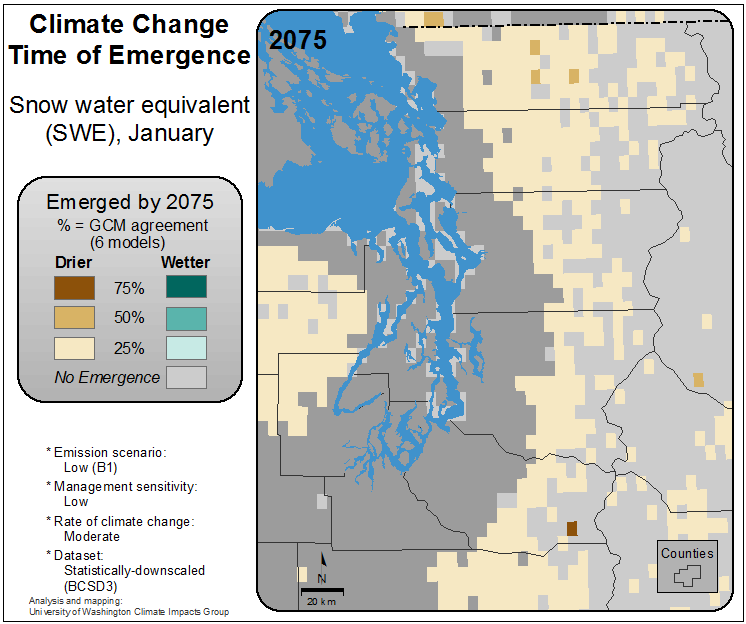 Climate Change
Time of Emergence
Snow water equivalent
(SWE), January
Emerged by 2075
% = GCM agreement
(6 models)
Drier
Wetter
75%
50%
25%
No Emergence
* Emission scenario:
Low (B1)
* Management sensitivity:
Low
* Rate of climate change:
Moderate
* Dataset:
Statistically-downscaled
(BCSD3)
Analysis and mapping:
University of Washington Climate Impacts Group
2075
N
20 km
Counties